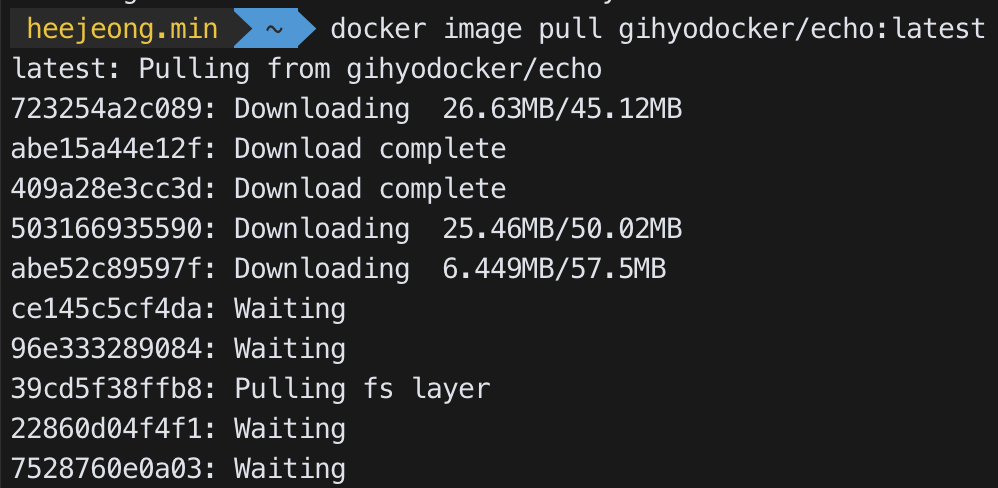 heejeong.min ~ docker image pull gihyodocker/echo:latest
latest: Pulling from gihyodocker/echo
723254a2c089: Downloading  26.63MB/45.12MB
abe15a44e12f: Download complete
409a28e3cc3d: Download complete
503166935590: Downloading  25.46MB/50.02MB
abe52c89597f: Downloading  6.449MB/57.5MB
ce145c5cf4da: Waiting
96e333289084: Waiting
39cd5f38ffb8: Pulling fs layer
22860d04f4f1: Waiting
7528760e0a03: Waiting